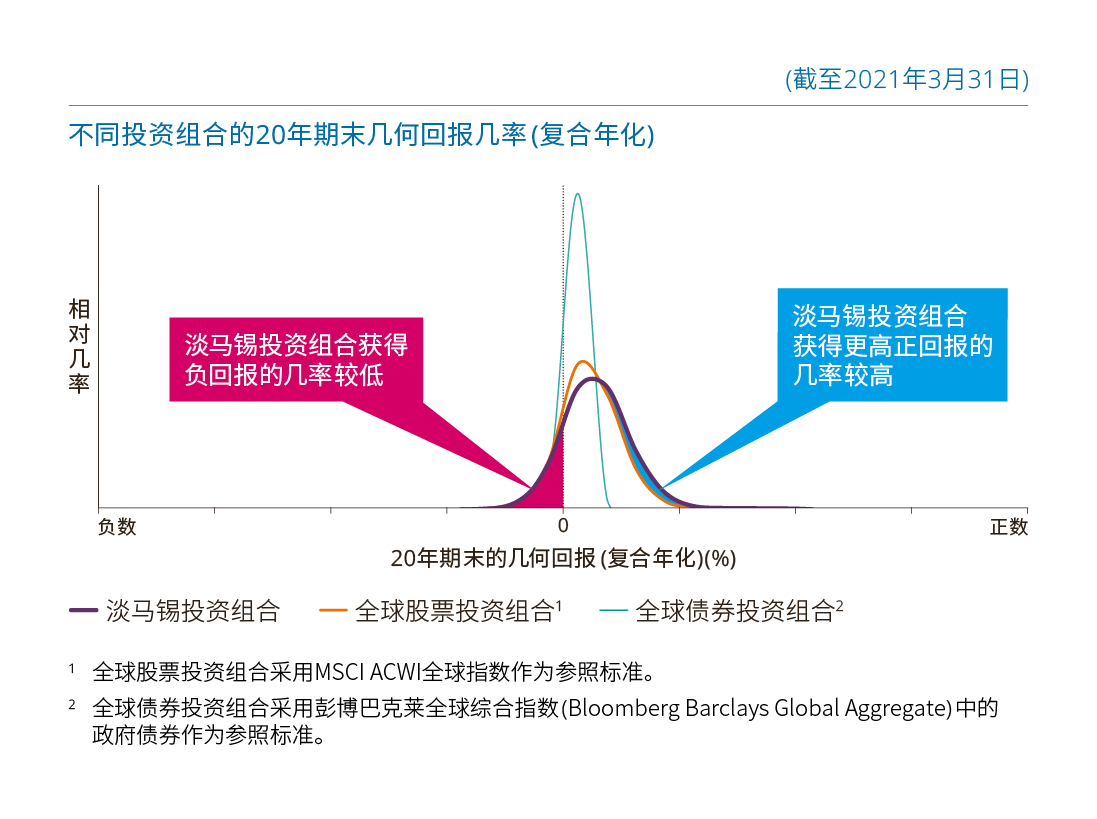 (截至2021年3月31日)
不同投资组合的20年期末几何回报几率(复合年化)
相对几率
淡马锡投资组合获得
负回报的几率较低
淡马锡投资组合
获得更高正回报的
几率较高
负数
0
正数
20年期末的几何回报(复合年化)(%)
淡马锡投资组合
全球股票投资组合1
全球债券投资组合2
1 全球股票投资组合采用MSCI ACWI全球指数作为参照标准。
2 全球债券投资组合采用彭博巴克莱全球综合指数(Bloomberg Barclays Global Aggregate)中的
政府债券作为参照标准。